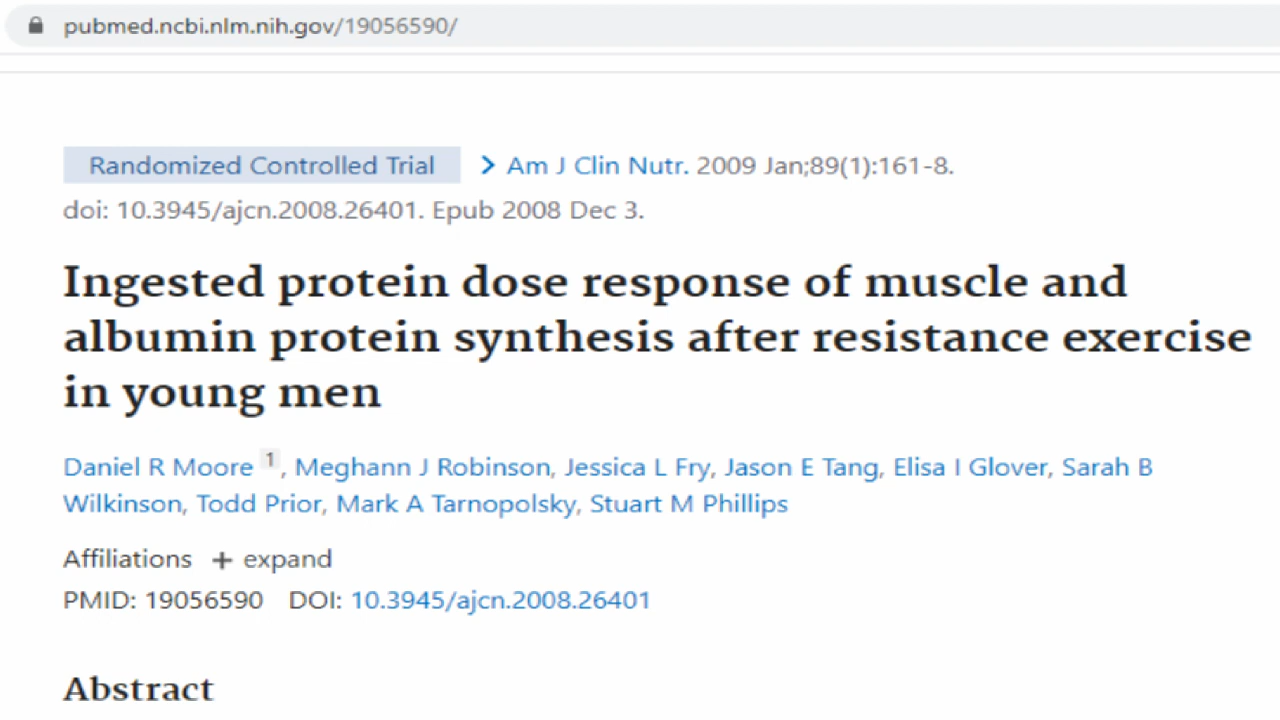 pubmed.ncbi.nlm.nih.gov/19056590/
Randomized Controlled Trial > Am J Clin Nutr. 2009 Jan;89(1):161-8.
doi: 10.3945/ajcn.2008.26401. Epub 2008 Dec 3.
Ingested protein dose response of muscle and
albumin protein synthesis after resistance exercise
in young men
Daniel R Moore 1, Meghann J Robinson, Jessica L Fry, Jason E Tang, Elisa I Glover, Sarah B
Wilkinson, Todd Prior, Mark A Tarnopolsky, Stuart M Phillips
Affiliations + expand
PMID: 19056590 DOI: 10.3945/ajcn.2008.26401
Abstract